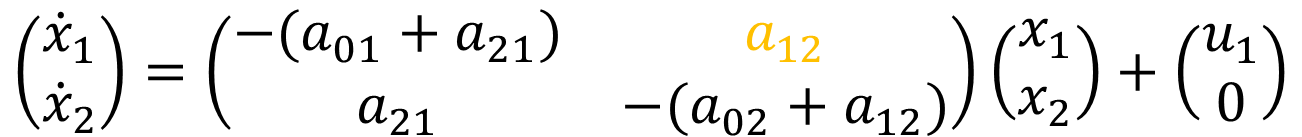 (ẋ₁ ẋ₂) = (−(a₀₁ + a₂₁) a₁₂ a₂₁ −(a₀₂ + a₁₂)) (x₁ x₂) + (u₁ 0)